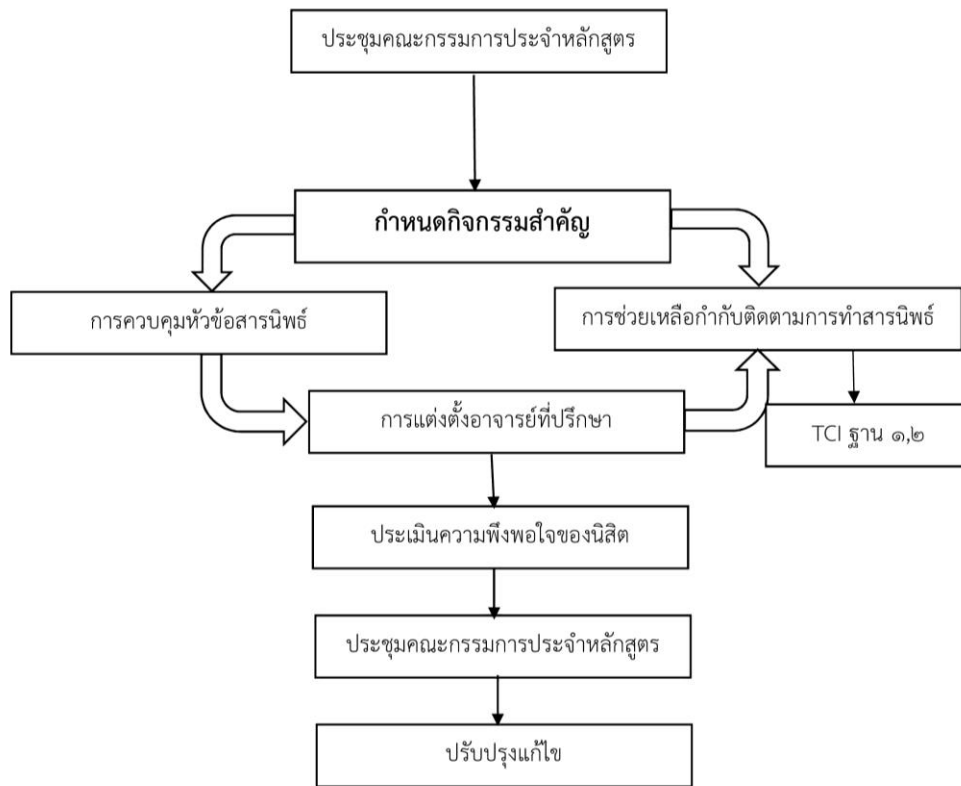 ประชุมคณะกรรมการประจำหลักสูตร
กำหนดกิจกรรมสำคัญ
การควบคุมหัวข้อสารนิพธ์
การช่วยเหลือกำกับติดตามการทำสารนิพธ์
การแต่งตั้งอาจารย์ที่ปรึกษา
TCI ฐาน ๑,๒
ประเมินความพึงพอใจของนิสิต
ประชุมคณะกรรมการประจำหลักสูตร
ปรับปรุงแก้ไข